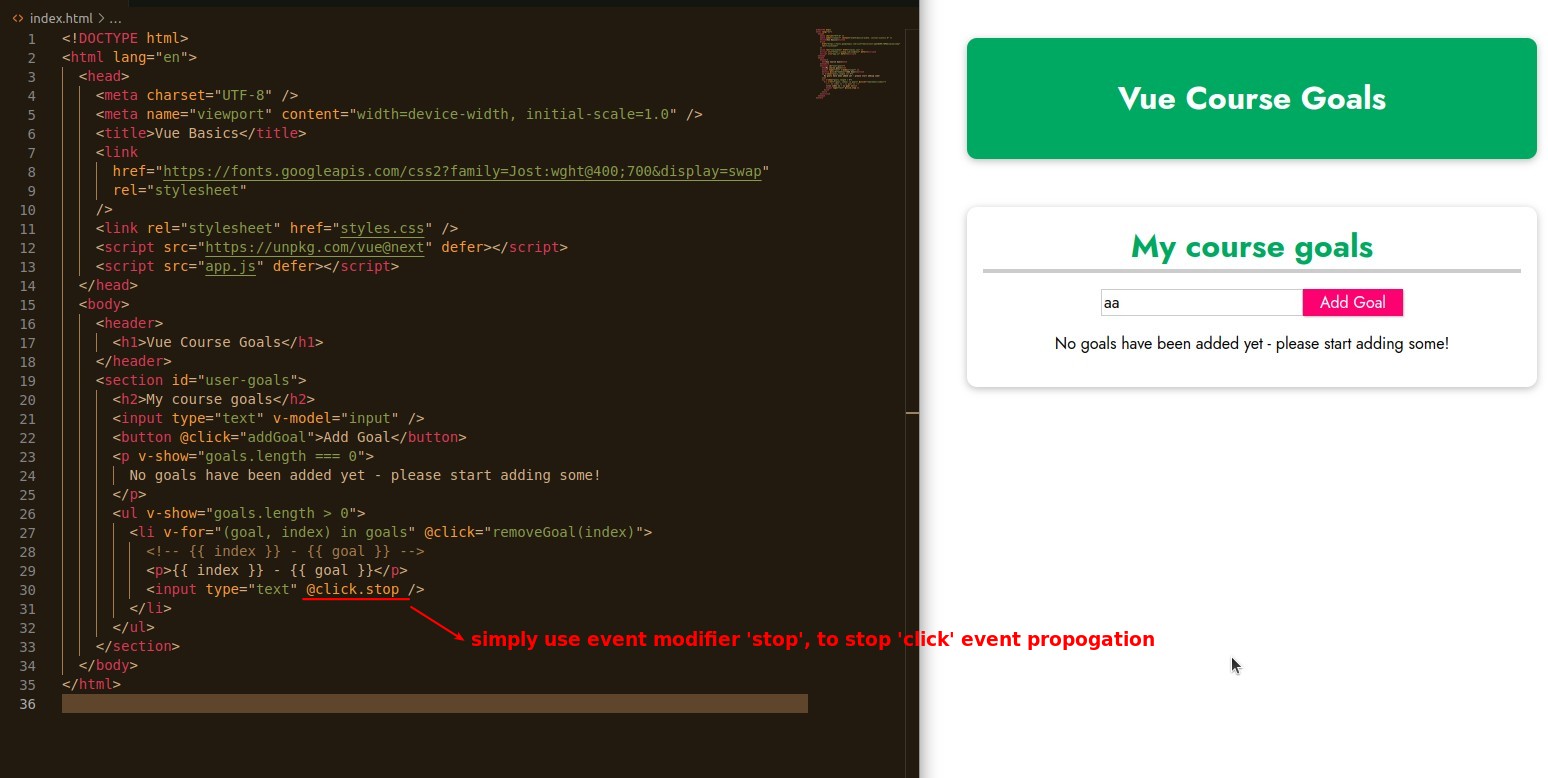 index.html > ...
1 <!DOCTYPE html>
2 <html lang="en">
3 <head>
4 <meta charset="UTF-8" />
5 <meta name="viewport" content="width=device-width, initial-scale=1.0" />
6 <title>Vue Basics</title>
7 <link
8 href="https://fonts.googleapis.com/css2?family=Jost:wght@400;700&display=swap"
9 rel="stylesheet"
10 />
11 <link rel="stylesheet" href="styles.css" />
12 <script src="https://unpkg.com/vue@next" defer></script>
13 <script src="app.js" defer></script>
14 </head>
15 <body>
16 <header>
17 <h1>Vue Course Goals</h1>
18 </header>
19 <section id="user-goals">
20 <h2>My course goals</h2>
21 <input type="text" v-model="input" />
22 <button @click="addGoal">Add Goal</button>
23 <p v-show="goals.length === 0">
24 No goals have been added yet - please start adding some!
25 </p>
26 <ul v-show="goals.length > 0">
27 <li v-for="(goal, index) in goals" @click="removeGoal(index)">
28 <!-- {{ index }} - {{ goal }} -->
29 <p>{{ index }} - {{ goal }}</p>
30 <input type="text" @click.stop />
31 </li>
32 </ul>
33 </section>
34 </body>
35 </html>
36
simply use event modifier 'stop', to stop 'click' event propogation
Vue Course Goals
My course goals
aa Add Goal
No goals have been added yet - please start adding some!